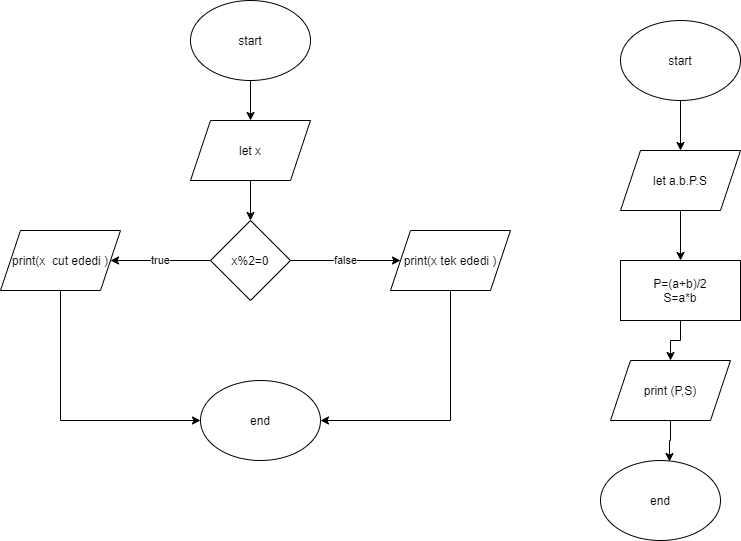 start
let x
x%2=0
true
false
print(x  cut ededi )
print(x tek ededi )
end
start
let a.b.P.S
P=(a+b)/2
S=a*b
print (P,S)
end